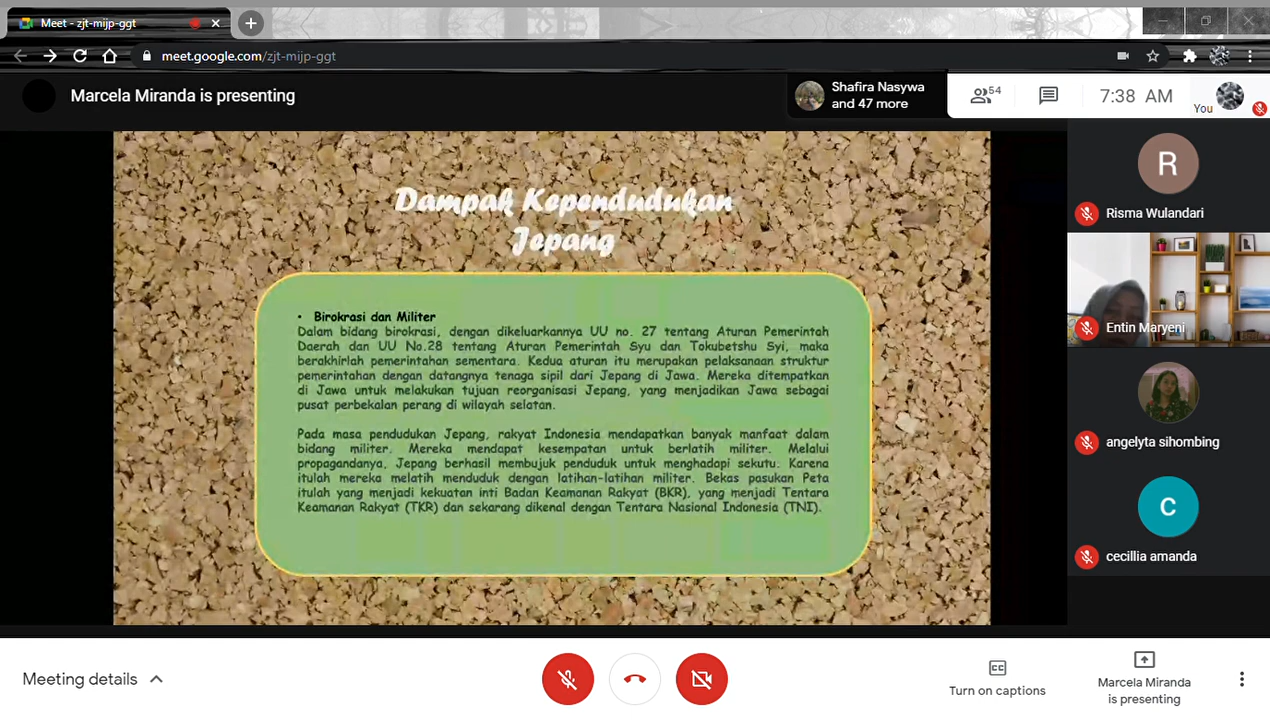 Meet - zjt-mijp-ggt
meet.google.com/zjt-mijp-ggt
Marcela Miranda is presenting
Shafira Nasywa
and 47 more
54
7:38 AM
You
Dampak Kependudukan
Jepang
• Birokrasi dan Militer
Dalam bidang birokrasi, dengan dikeluarkannya UU no. 27 tentang Aturan Pemerintah
Daerah dan UU No.28 tentang Aturan Pemerintah Syu dan Tokubetshu Syi, maka
berakhirlah pemerintahan sementara. Kedua aturan itu merupakan pelaksanaan struktur
pemerintahan dengan datangnya tenaga sipil dari Jepang di Jawa. Mereka ditempatkan
di Jawa untuk melakukan tujuan reorganisasi Jepang, yang menjadikan Jawa sebagai
pusat perbekalan perang di wilayah selatan.
Pada masa pendudukan Jepang, rakyat Indonesia mendapatkan banyak manfaat dalam
bidang militer. Mereka mendapat kesempatan untuk berlatih militer. Melalui
propagandanya, Jepang berhasil membujuk penduduk untuk menghadapi sekutu. Karena
itulah mereka melatih menduduk dengan latihan-latihan militer. Bekas pasukan Peta
itulah yang menjadi kekuatan inti Badan Keamanan Rakyat (BKR), yang menjadi Tentara
Keamanan Rakyat (TKR) dan sekarang dikenal dengan Tentara Nasional Indonesia (TNI).
R
Risma Wulandari
Entin Maryeni
angelyta sihombing
C
cecillia amanda
Meeting details
CC
Turn on captions
Marcela Miranda
is presenting